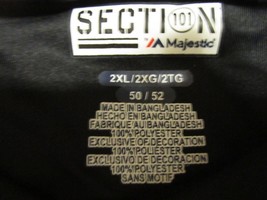 SECTION
101
Majestic
2XL/2XG/2TG
50 / 52
MADE IN BANGLADESH
HECHO EN BANGLADESH
FABRIQUE AU BANGLADESH
100% POLYESTER
EXCLUSIVE OF DECORATION
100% POLYESTER
EXCLUSIVO DE DECORACION
100% POLYESTER
SANS MOTIF